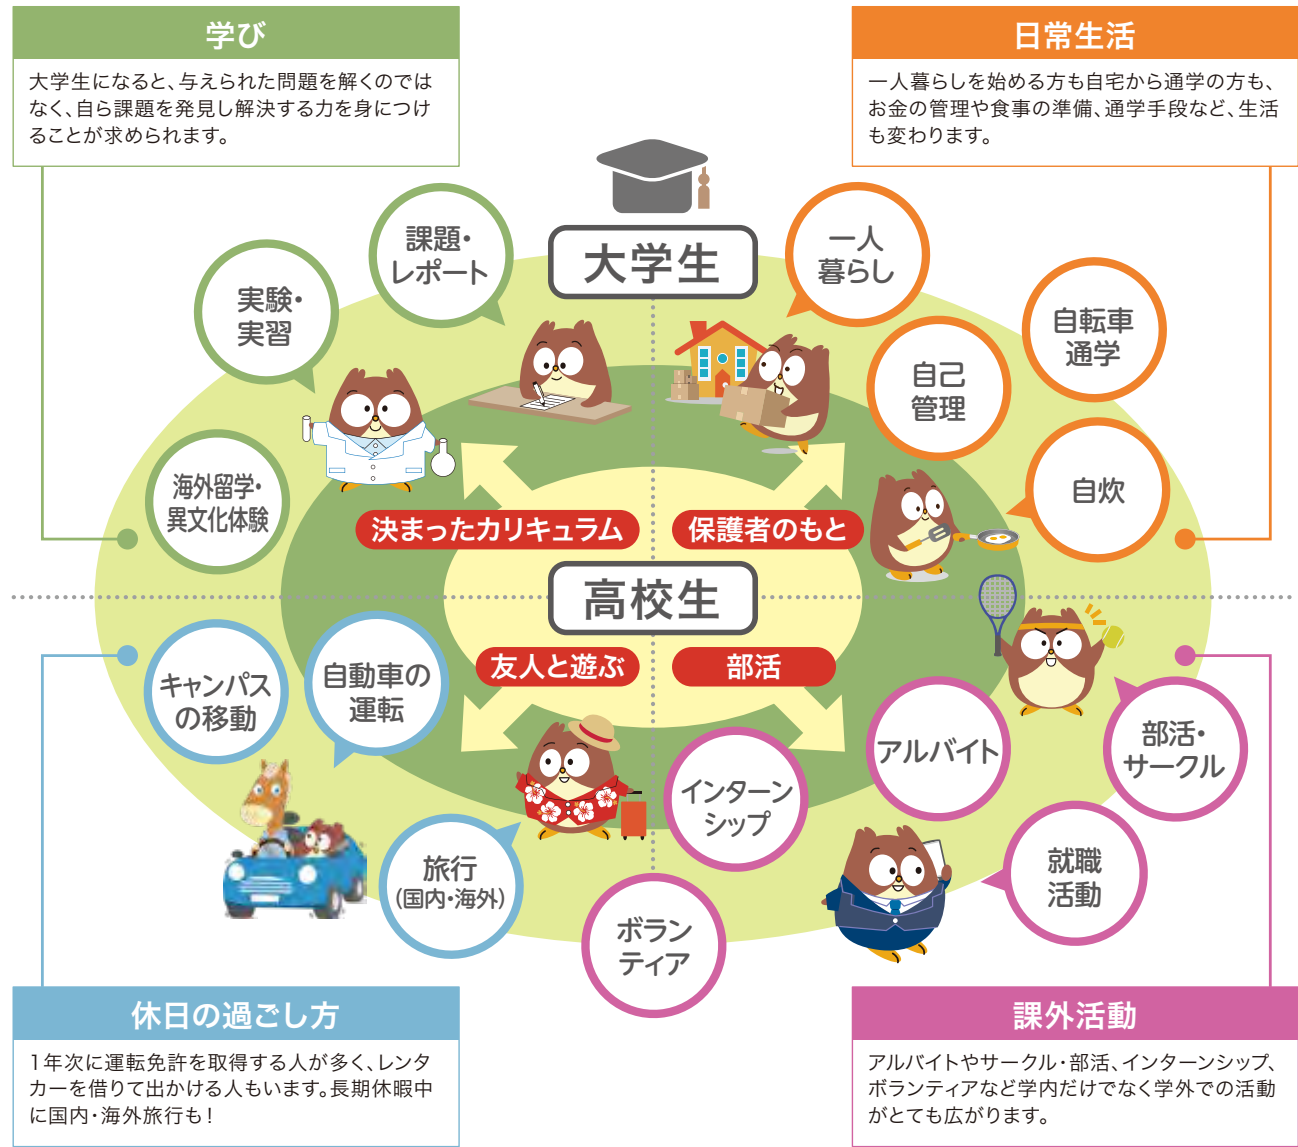 学び
大学生になると、与えられた問題を解くのでは
なく、自ら課題を発見し解決する力を身につけ
ることが求められます。
日常生活
一人暮らしを始める方も自宅から通学の方も、
お金の管理や食事の準備、通学手段など、生活
も変わります。
大学生
課題・
レポート
実験・
実習
海外留学・
異文化体験
一人
暮らし
自己
管理
自転車
通学
自炊
決まったカリキュラム
保護者のもと
高校生
友人と遊ぶ
部活
キャンパス
の移動
自動車の
運転
旅行
(国内・海外)
インターン
シップ
アルバイト
部活・
サークル
就職
活動
ボラン
ティア
休日の過ごし方
1年次に運転免許を取得する人が多く、レンタ
カーを借りて出かける人もいます。長期休暇中
に国内・海外旅行も!
課外活動
アルバイトやサークル・部活、インターンシップ、
ボランティアなど学内だけでなく学外での活動
がとても広がります。